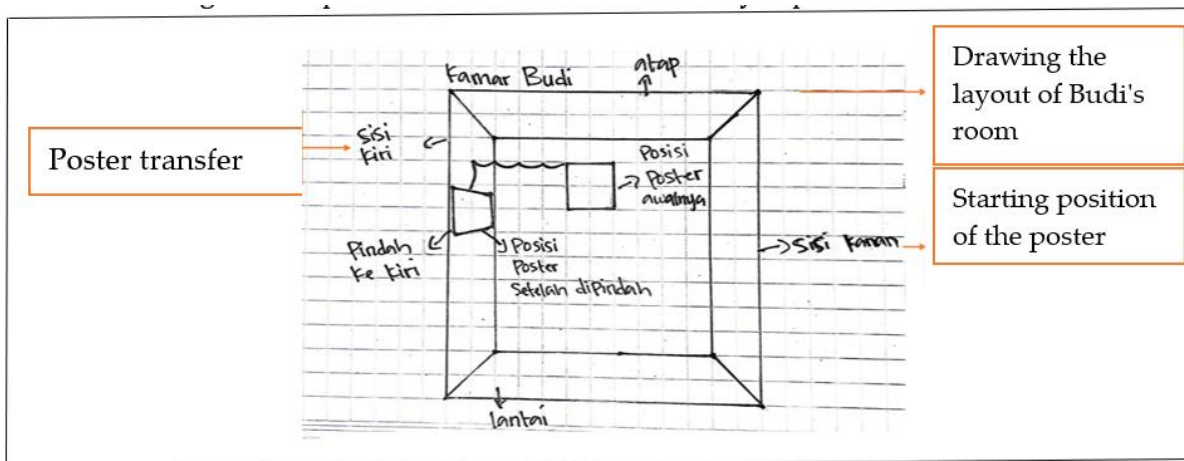 Kamar Budi
atap
Drawing the
layout of Budi's
room
Poster transfer
Sisi
kiri
Posisi
Poster
awalnya
Starting position
of the poster
Pindah
ke kiri
Posisi
Poster
Setelah dipindah
Sisi kanan
lantai